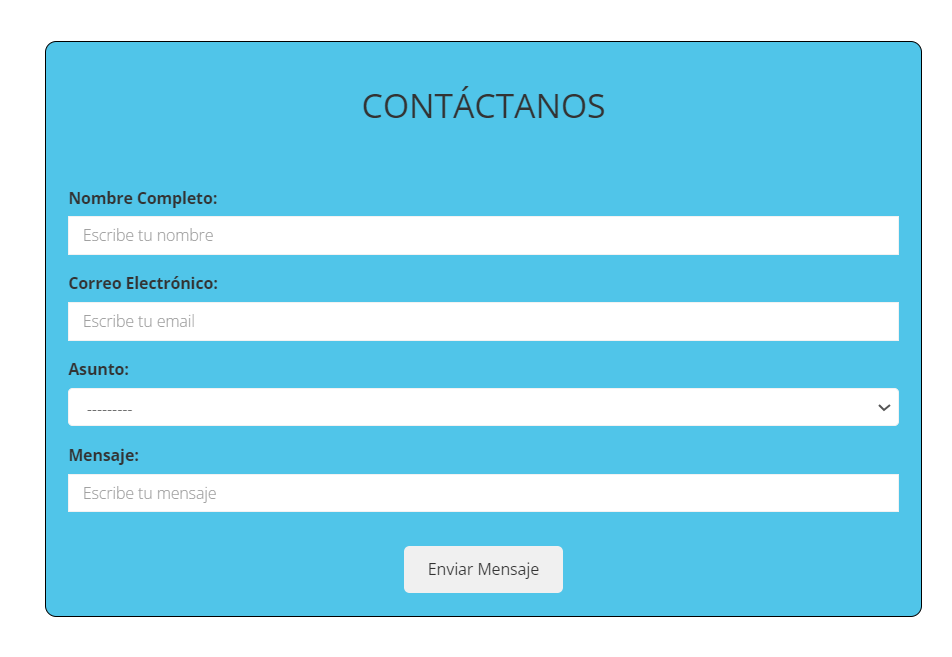 CONTÁCTANOS
Nombre Completo:
Escribe tu nombre
Correo Electrónico:
Escribe tu email
Asunto:
---------
Mensaje:
Escribe tu mensaje
Enviar Mensaje